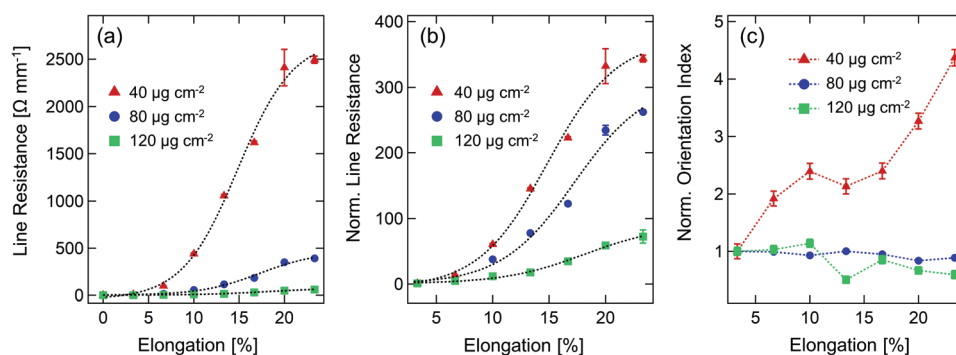 (a)
Line Resistance [Ω mm⁻¹]
2500
2000
1500
1000
500
0
40 µg cm⁻²
80 µg cm⁻²
120 µg cm⁻²
0 5 10 15 20
Elongation [%]
(b)
Norm. Line Resistance
400
300
200
100
0
40 µg cm⁻²
80 µg cm⁻²
120 µg cm⁻²
5 10 15 20
Elongation [%]
(c)
Norm. Orientation Index
5
4
3
2
1
0
40 µg cm⁻²
80 µg cm⁻²
120 µg cm⁻²
5 10 15 20
Elongation [%]